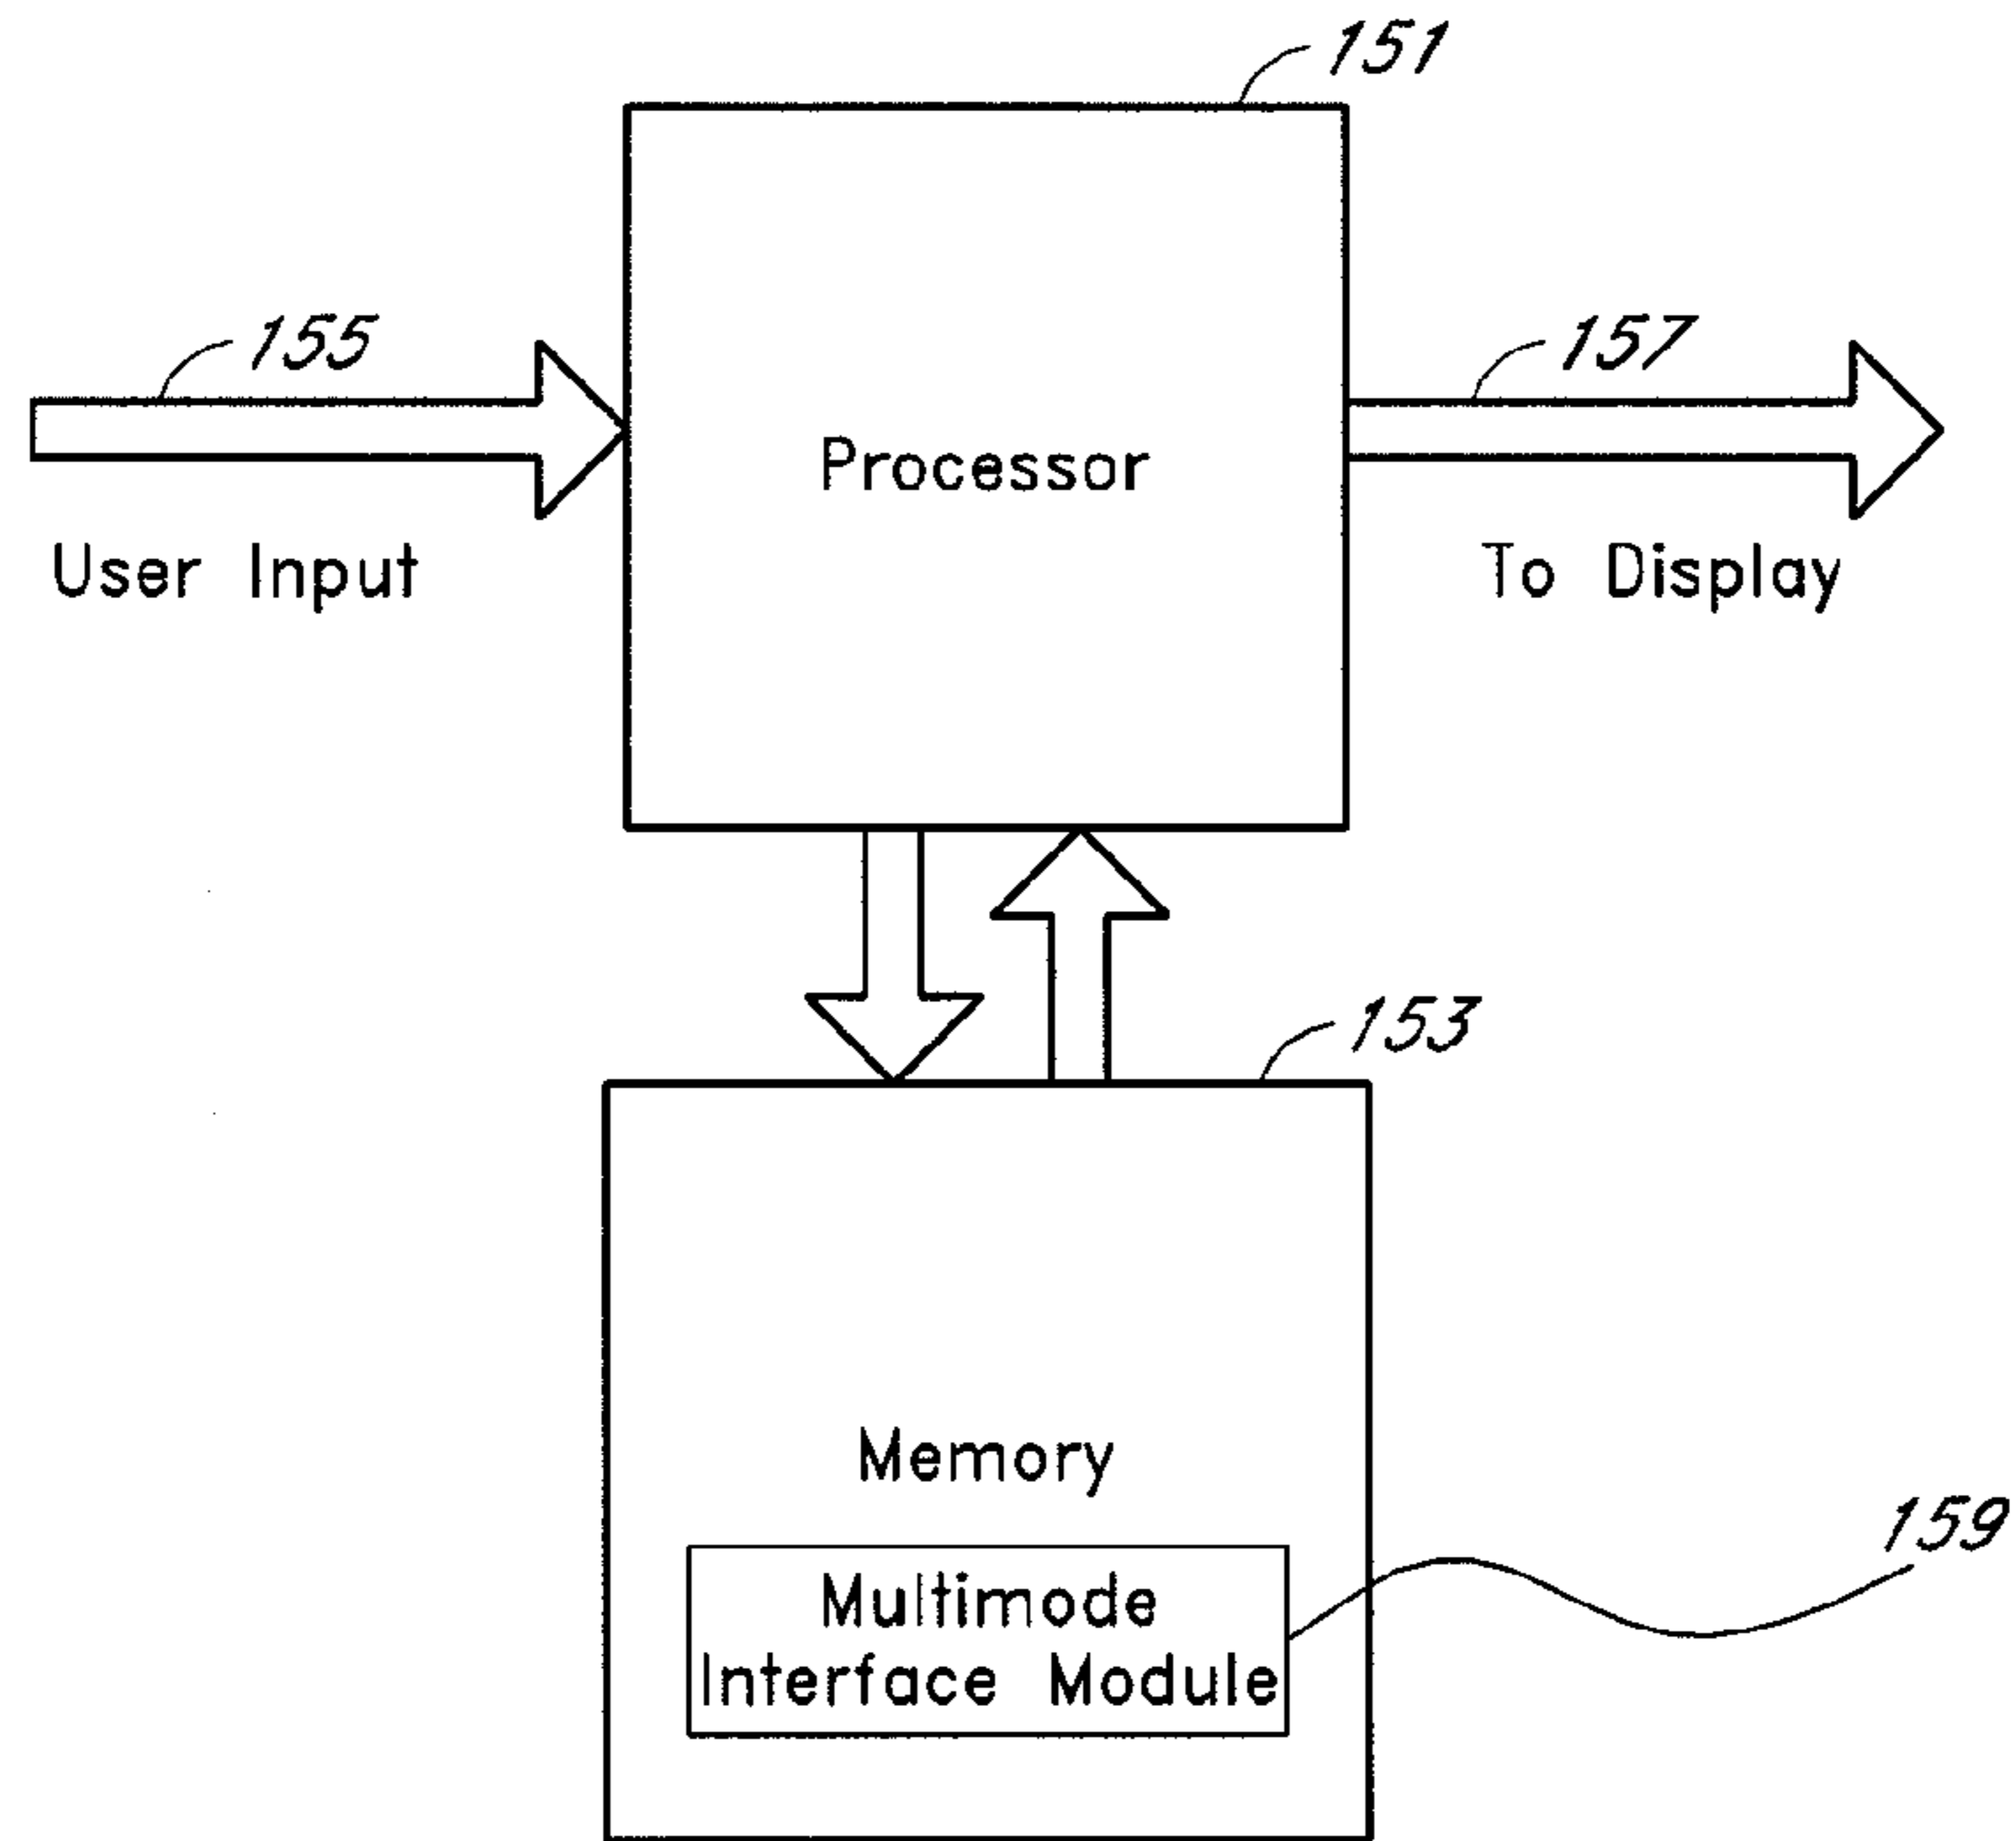 151
155
157
Processor
User Input
To Display
153
Memory
159
Multimode
Interface Module